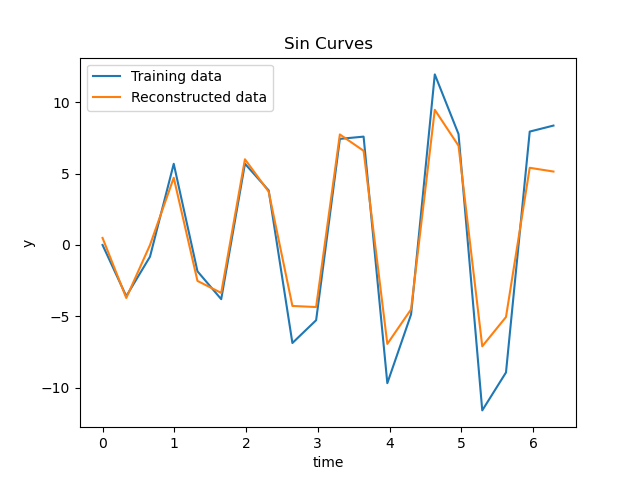 Sin Curves
Training data
Reconstructed data
10
5
0
−5
−10
y
0 1 2 3 4 5 6
time